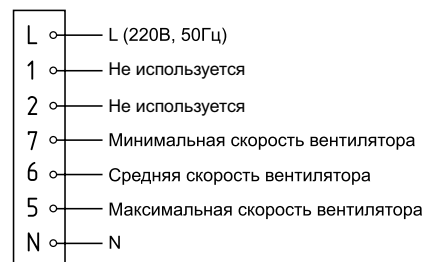 L L (220В, 50Гц)
1 Не используется
2 Не используется
7 Минимальная скорость вентилятора
6 Средняя скорость вентилятора
5 Максимальная скорость вентилятора
N N